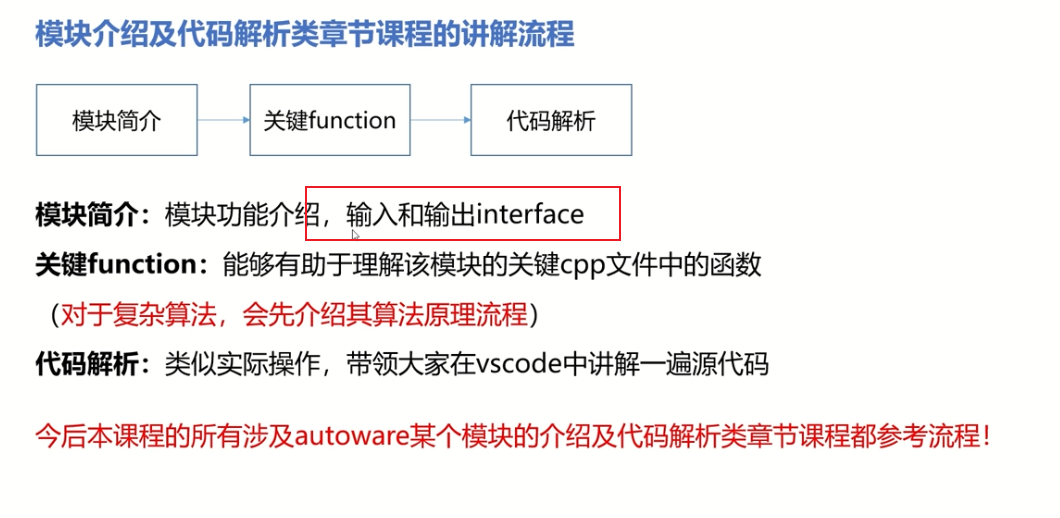 模块介绍及代码解析类章节课程的讲解流程
模块简介
关键function
代码解析
模块简介：模块功能介绍，输入和输出interface
关键function：能够有助于理解该模块的关键cpp文件中的函数
（对于复杂算法，会先介绍其算法原理流程）
代码解析：类似实际操作，带领大家在vscode中讲解一遍源代码
今后本课程的所有涉及autoware某个模块的介绍及代码解析类章节课程都参考流程！